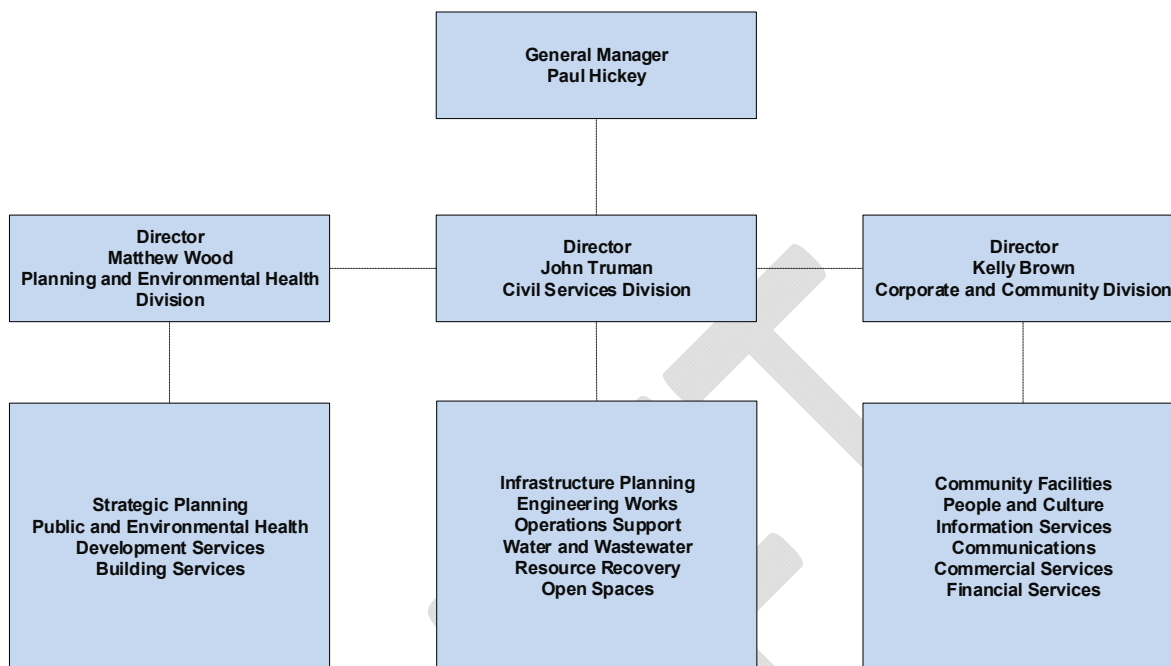 General Manager
Paul Hickey
Director
Matthew Wood
Planning and Environmental Health
Division
Director
John Truman
Civil Services Division
Director
Kelly Brown
Corporate and Community Division
Strategic Planning
Public and Environmental Health
Development Services
Building Services
Infrastructure Planning
Engineering Works
Operations Support
Water and Wastewater
Resource Recovery
Open Spaces
Community Facilities
People and Culture
Information Services
Communications
Commercial Services
Financial Services